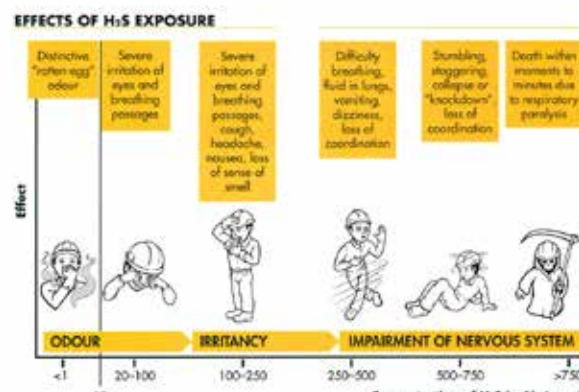 EFFECTS OF H₂S EXPOSURE
Distinctive
"rotten egg"
odour
Severe
irritation of
eyes and
breathing
passages
Severe
irritation of
eyes and
breathing
passages,
cough,
headache,
nausea, loss
of sense of
smell
Difficulty
breathing,
fluid in lungs,
vomiting,
dizziness,
loss of
coordination
Stumbling,
staggering,
collapse or
"knockdown",
loss of
coordination
Death within
moments to
minutes due
to respiratory
paralysis
Effect
ODOUR
IRRITANCY
IMPAIRMENT OF NERVOUS SYSTEM
<1
20–100
100–250
250–500
500–750
>750